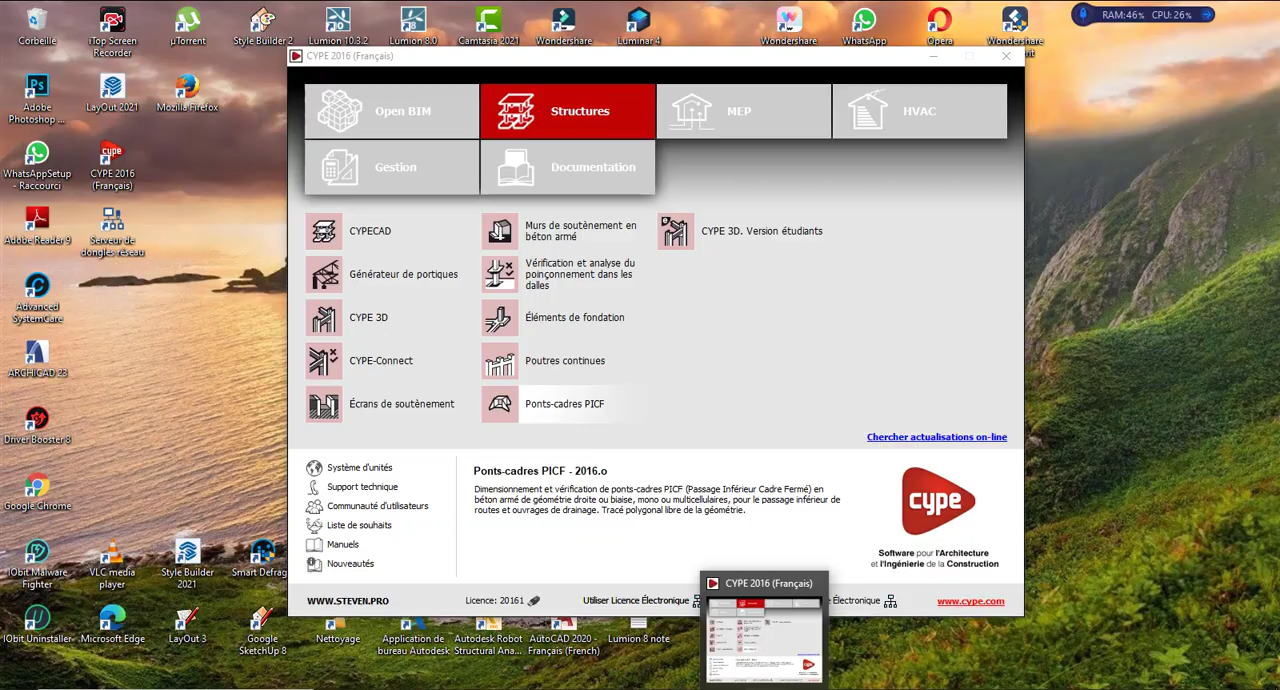 Corbeille
iTop Screen
Recorder
µTorrent
Style Builder 2
Lumion 10.3.2
Lumion 8.0
Camtasia 2021
Wondershare
Luminar 4
Wondershare
WhatsApp
Opera
Wondershare
RAM:46% CPU:26%
CYPE 2016 (Français)
Adobe
Photoshop ...
LayOut 2021
Mozilla Firefox
WhatsAppSetup
- Raccourci
CYPE 2016
(Français)
Adobe Reader 9
Serveur de
dongles réseau
Advanced
SystemCare
ARCHICAD 23
Driver Booster 8
Google Chrome
IObit Malware
Fighter
VLC media
player
Style Builder
2021
Smart Defrag
IObit Uninstaller
Microsoft Edge
LayOut 3
Google
SketchUp 8
Nettoyage
Application de
bureau Autodesk
Autodesk Robot
Structural Ana...
AutoCAD 2020 -
Français (French)
Lumion 8 note
Open BIM
Structures
MEP
HVAC
Gestion
Documentation
CYPECAD
Générateur de portiques
CYPE 3D
CYPE-Connect
Écrans de soutènement
Murs de soutènement en
béton armé
Vérification et analyse du
poinçonnement dans les
dalles
Éléments de fondation
Poutres continues
Ponts-cadres PICF
CYPE 3D. Version étudiants
Chercher actualisations on-line
Système d'unités
Support technique
Communauté d'utilisateurs
Liste de souhaits
Manuels
Nouveautés
Ponts-cadres PICF - 2016.o
Dimensionnement et vérification de ponts-cadres PICF (Passage Inférieur Cadre Fermé) en
béton armé de géométrie droite ou biaise, mono ou multicellulaires, pour le passage inférieur de
routes et ouvrages de drainage. Tracé polygonal libre de la géométrie.
cype
Software pour l'Architecture
et l'Ingénierie de la Construction
WWW.STEVEN.PRO
Licence: 20161
Utiliser Licence Électronique
Électronique
www.cype.com
CYPE 2016 (Français)